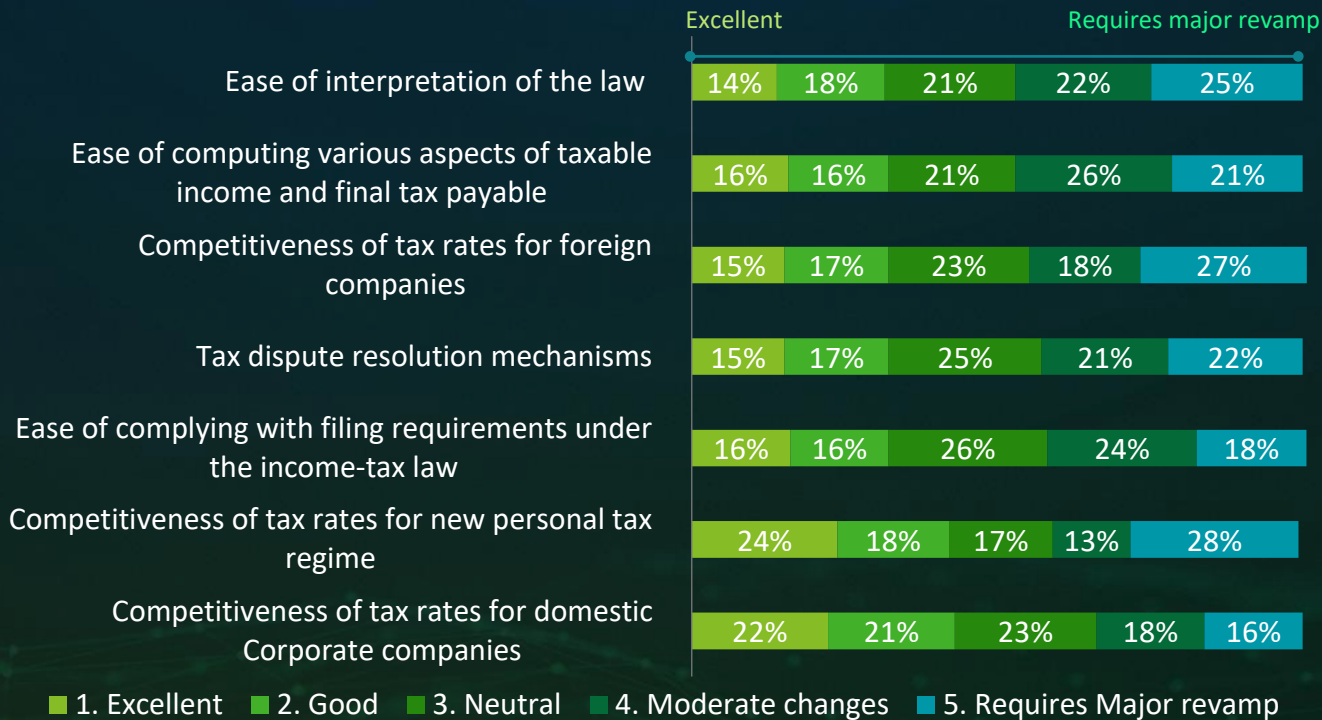 Excellent Requires major revamp
Ease of interpretation of the law 14% 18% 21% 22% 25%
Ease of computing various aspects of taxable
income and final tax payable 16% 16% 21% 26% 21%
Competitiveness of tax rates for foreign
companies 15% 17% 23% 18% 27%
Tax dispute resolution mechanisms 15% 17% 25% 21% 22%
Ease of complying with filing requirements under
the income-tax law 16% 16% 26% 24% 18%
Competitiveness of tax rates for new personal tax
regime 24% 18% 17% 13% 28%
Competitiveness of tax rates for domestic
Corporate companies 22% 21% 23% 18% 16%
1. Excellent 2. Good 3. Neutral 4. Moderate changes 5. Requires Major revamp